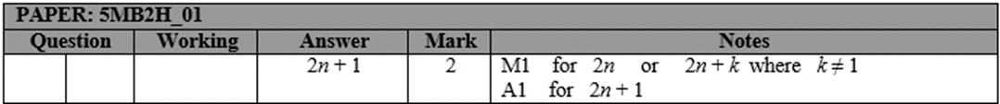 PAPER: 5MB2H_01
Question Working Answer Mark Notes
2n + 1 2 M1 for 2n or 2n + k where k ≠ 1
A1 for 2n + 1